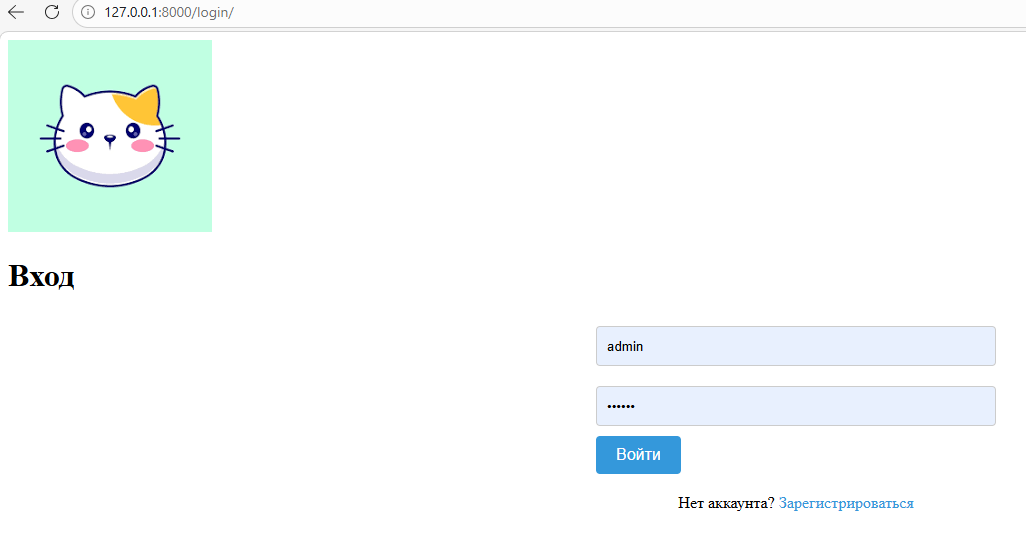 127.0.0.1:8000/login/
Вход
admin
••••••
Войти
Нет аккаунта? Зарегистрироваться